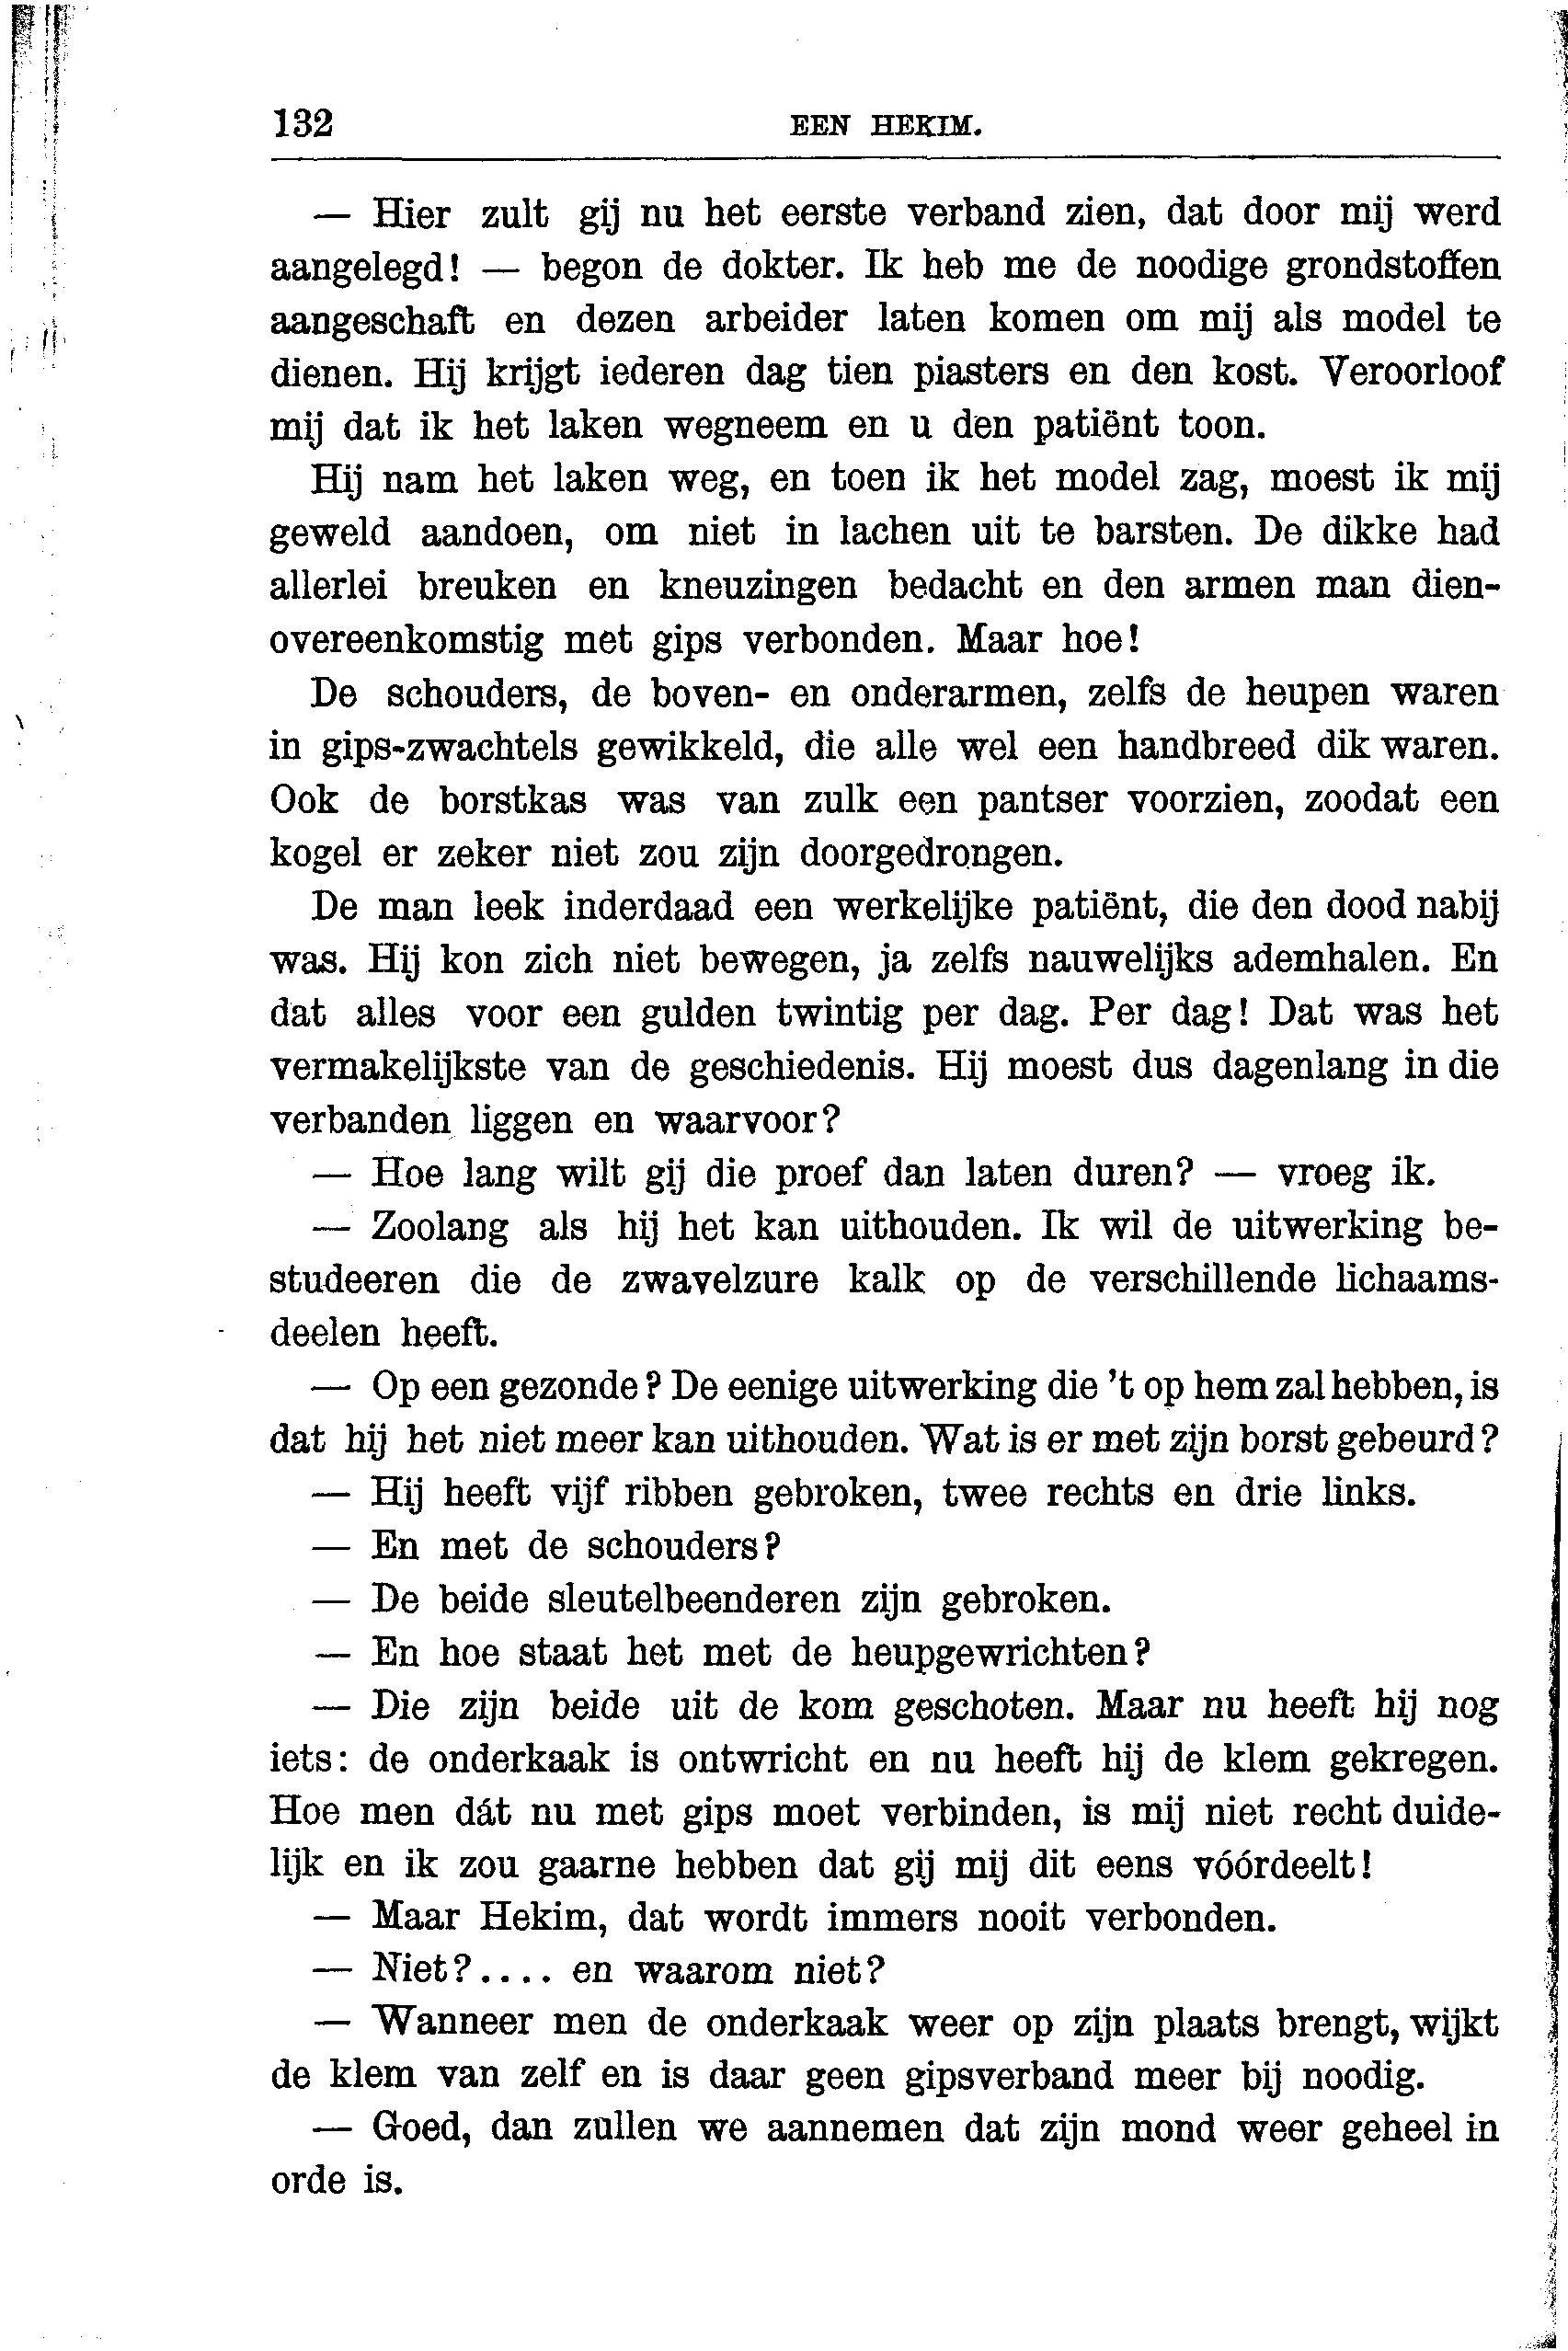 132 EEN HEKIM.
— Hier zult gij nu het eerste verband zien, dat door mij werd
aangelegd! — begon de dokter. Ik heb me de noodige grondstoffen
aangeschaft en dezen arbeider laten komen om mij als model te
dienen. Hij krijgt iederen dag tien piasters en den kost. Veroorloof
mij dat ik het laken wegneem en u den patiënt toon.
Hij nam het laken weg, en toen ik het model zag, moest ik mij
geweld aandoen, om niet in lachen uit te barsten. De dikke had
allerlei breuken en kneuzingen bedacht en den armen man dien-
overeenkomstig met gips verbonden. Maar hoe!
De schouders, de boven- en onderarmen, zelfs de heupen waren
in gips-zwachtels gewikkeld, die alle wel een handbreed dik waren.
Ook de borstkas was van zulk een pantser voorzien, zoodat een
kogel er zeker niet zou zijn doorgedrongen.
De man leek inderdaad een werkelijke patiënt, die den dood nabij
was. Hij kon zich niet bewegen, ja zelfs nauwelijks ademhalen. En
dat alles voor een gulden twintig per dag. Per dag! Dat was het
vermakelijkste van de geschiedenis. Hij moest dus dagenlang in die
verbanden liggen en waarvoor?
— Hoe lang wilt gij die proef dan laten duren? — vroeg ik.
— Zoolang als hij het kan uithouden. Ik wil de uitwerking be-
studeeren die de zwavelzure kalk op de verschillende lichaams-
deelen heeft.
— Op een gezonde? De eenige uitwerking die 't op hem zal hebben, is
dat hij het niet meer kan uithouden. Wat is er met zijn borst gebeurd?
— Hij heeft vijf ribben gebroken, twee rechts en drie links.
— En met de schouders?
— De beide sleutelbeenderen zijn gebroken.
— En hoe staat het met de heupgewrichten?
— Die zijn beide uit de kom geschoten. Maar nu heeft hij nog
iets: de onderkaak is ontwricht en nu heeft hij de klem gekregen.
Hoe men dát nu met gips moet verbinden, is mij niet recht duide-
lijk en ik zou gaarne hebben dat gij mij dit eens vóórdeelt!
— Maar Hekim, dat wordt immers nooit verbonden.
— Niet?.... en waarom niet?
— Wanneer men de onderkaak weer op zijn plaats brengt, wijkt
de klem van zelf en is daar geen gipsverband meer bij noodig.
— Goed, dan zullen we aannemen dat zijn mond weer geheel in
orde is.